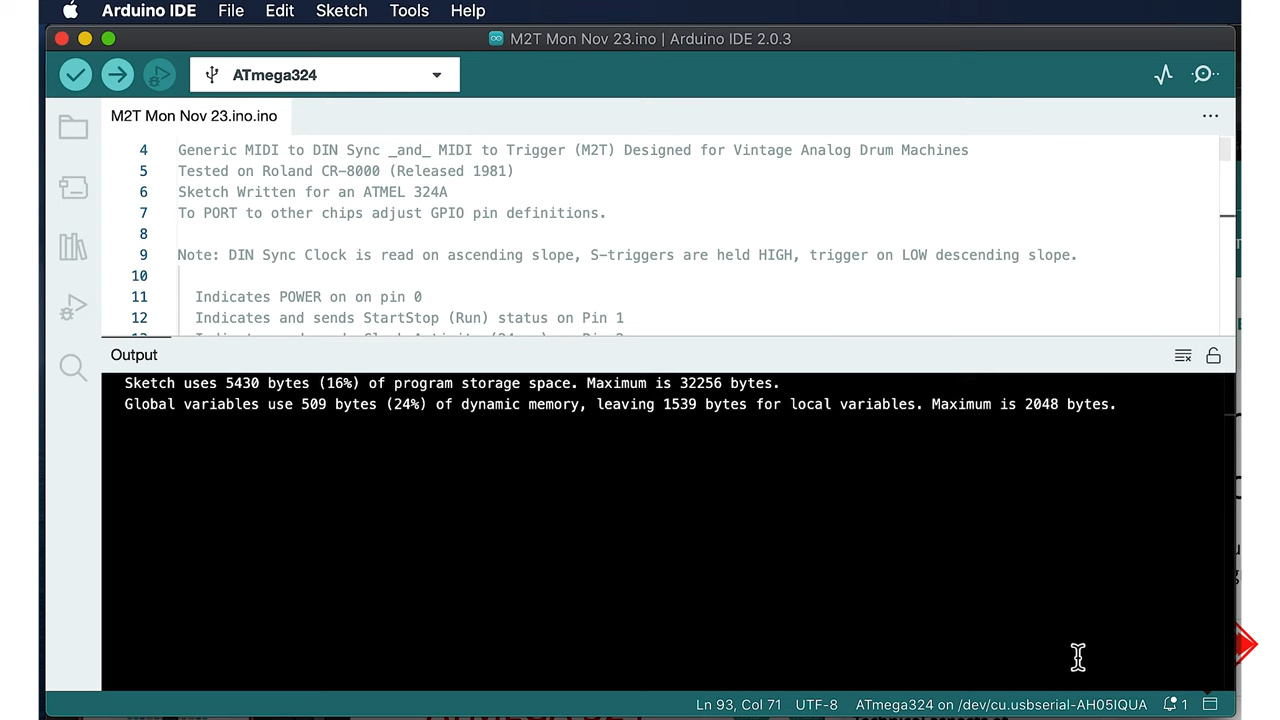 Arduino IDE File Edit Sketch Tools Help
M2T Mon Nov 23.ino | Arduino IDE 2.0.3
ATmega324
M2T Mon Nov 23.ino.ino
4 Generic MIDI to DIN Sync _and_ MIDI to Trigger (M2T) Designed for Vintage Analog Drum Machines
5 Tested on Roland CR-8000 (Released 1981)
6 Sketch Written for an ATMEL 324A
7 To PORT to other chips adjust GPIO pin definitions.
8
9 Note: DIN Sync Clock is read on ascending slope, S-triggers are held HIGH, trigger on LOW descending slope.
10
11 Indicates POWER on on pin 0
12 Indicates and sends StartStop (Run) status on Pin 1
Output
Sketch uses 5430 bytes (16%) of program storage space. Maximum is 32256 bytes.
Global variables use 509 bytes (24%) of dynamic memory, leaving 1539 bytes for local variables. Maximum is 2048 bytes.
Ln 93, Col 71 UTF-8 ATmega324 on /dev/cu.usbserial-AH05IQUA 1